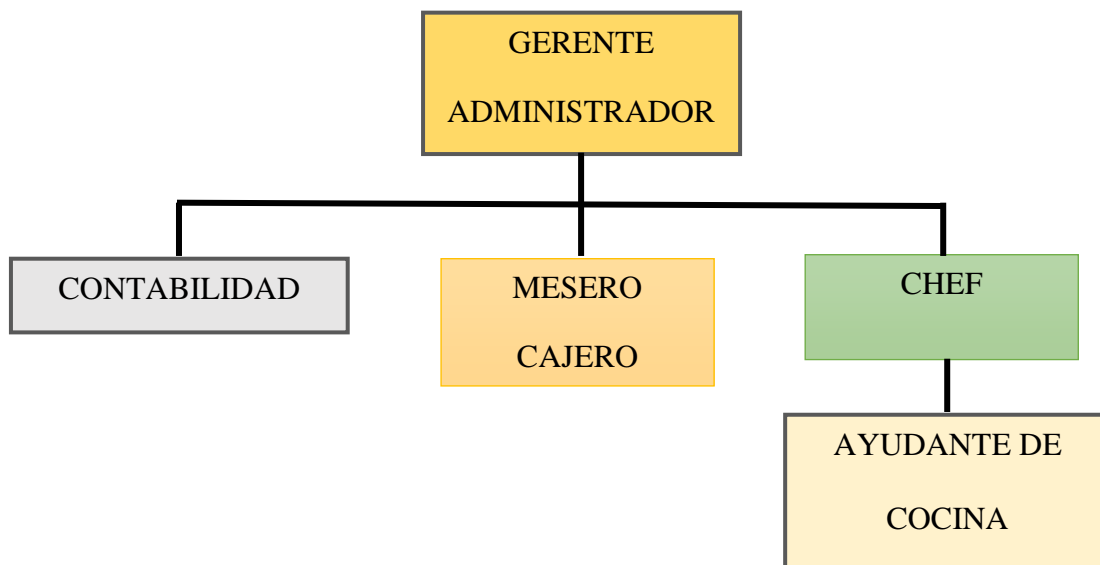 GERENTE
ADMINISTRADOR
CONTABILIDAD
MESERO
CAJERO
CHEF
AYUDANTE DE
COCINA